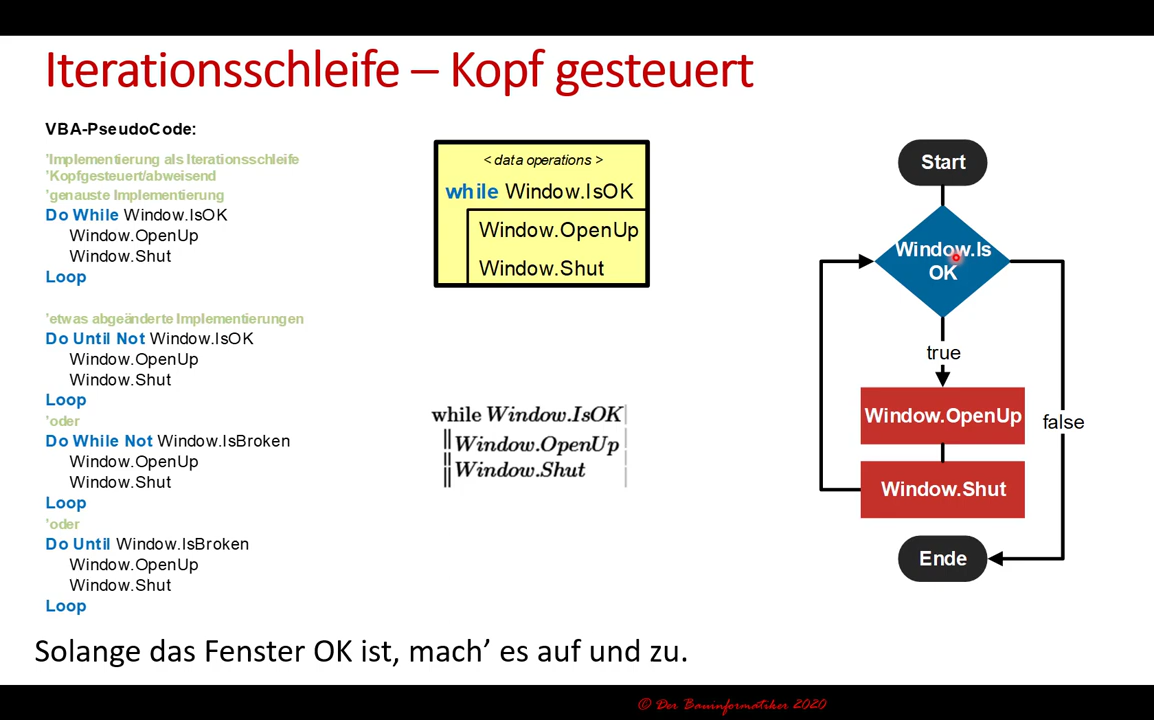 Iterationsschleife – Kopf gesteuert
VBA-PseudoCode:
'Implementierung als Iterationsschleife
'Kopfgesteuert/abweisend
'genauste Implementierung
Do While Window.IsOK
Window.OpenUp
Window.Shut
Loop
'etwas abgeänderte Implementierungen
Do Until Not Window.IsOK
Window.OpenUp
Window.Shut
Loop
'oder
Do While Not Window.IsBroken
Window.OpenUp
Window.Shut
Loop
'oder
Do Until Window.IsBroken
Window.OpenUp
Window.Shut
Loop
< data operations >
while Window.IsOK
Window.OpenUp
Window.Shut
while Window.IsOK
Window.OpenUp
Window.Shut
Start
Window.Is
OK
true
Window.OpenUp
false
Window.Shut
Ende
Solange das Fenster OK ist, mach’ es auf und zu.
© Der Bauinformatiker 2020